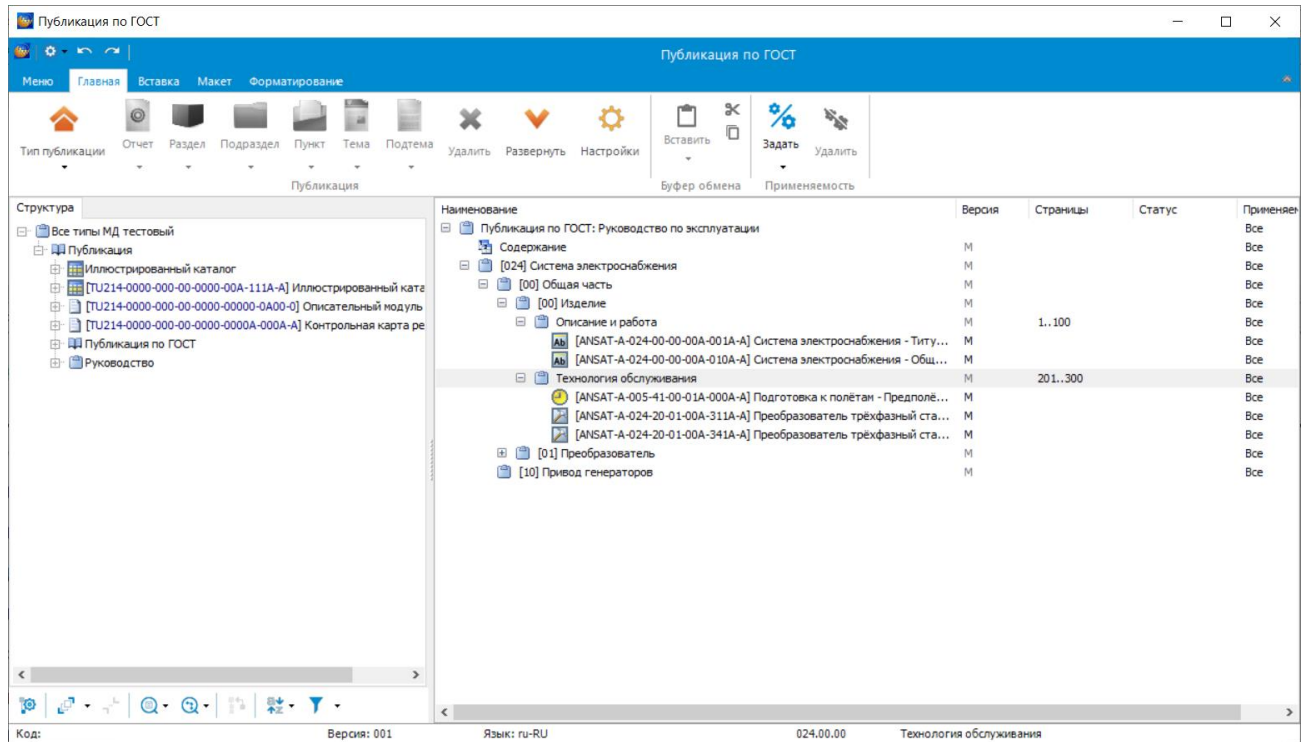 Публикация по ГОСТ
Публикация по ГОСТ
Меню Главная Вставка Макет Форматирование
Тип публикации Отчет Раздел Подраздел Пункт Тема Подтема Удалить Развернуть Настройки Вставить Задать Удалить
Публикация Буфер обмена Применяемость
Структура
Все типы МД тестовый
Публикация
Иллюстрированный каталог
[TU214-0000-000-00-0000-00A-111A-A] Иллюстрированный ката
[TU214-0000-000-00-0000-00000-0A00-0] Описательный модуль
[TU214-0000-000-00-0000-0000A-000A-A] Контрольная карта ре
Публикация по ГОСТ
Руководство
Наименование Версия Страницы Статус Применяем
Публикация по ГОСТ: Руководство по эксплуатации Все
Содержание М Все
[024] Система электроснабжения М Все
[00] Общая часть М Все
[00] Изделие М Все
Описание и работа М 1..100 Все
[ANSAT-A-024-00-00-00A-001A-A] Система электроснабжения - Титу... М Все
[ANSAT-A-024-00-00-00A-010A-A] Система электроснабжения - Общ... М Все
Технология обслуживания М 201..300 Все
[ANSAT-A-005-41-00-01A-000A-A] Подготовка к полётам - Предполё... М Все
[ANSAT-A-024-20-01-00A-311A-A] Преобразователь трёхфазный ста... М Все
[ANSAT-A-024-20-01-00A-341A-A] Преобразователь трёхфазный ста... М Все
[01] Преобразователь М Все
[10] Привод генераторов М Все
Код: Версия: 001 Язык: ru-RU 024.00.00 Технология обслуживания